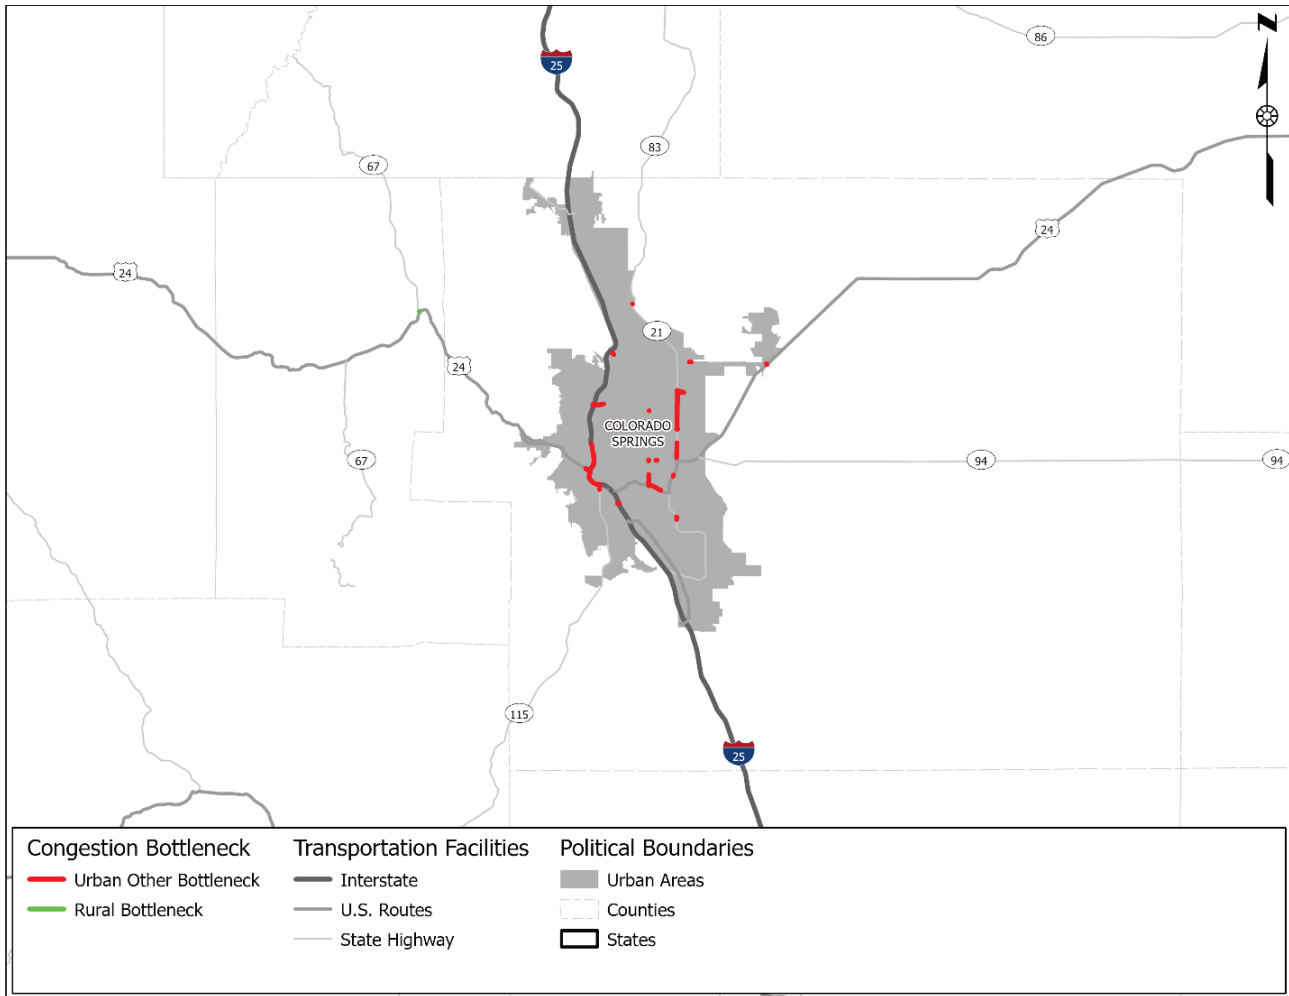 25
86
N
83
67
24
24
21
24
COLORADO
SPRINGS
67
94
94
115
25
Congestion Bottleneck
Urban Other Bottleneck
Rural Bottleneck
Transportation Facilities
Interstate
U.S. Routes
State Highway
Political Boundaries
Urban Areas
Counties
States